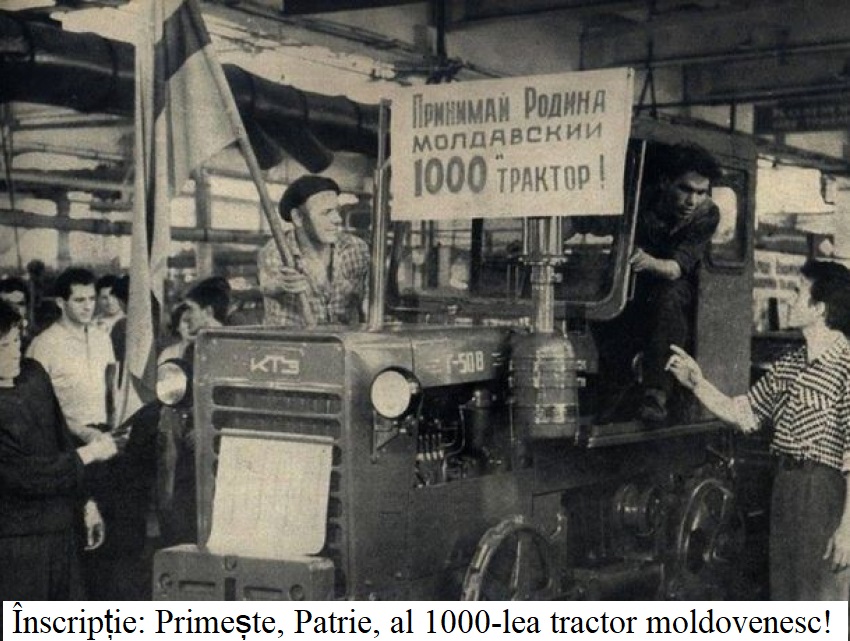 ПРИНИМАЙ РОДИНА
МОЛДАВСКИЙ
1000 " ТРАКТОР !
КТЗ
Т-50В
Înscripție: Primește, Patrie, al 1000-lea tractor moldovenesc!